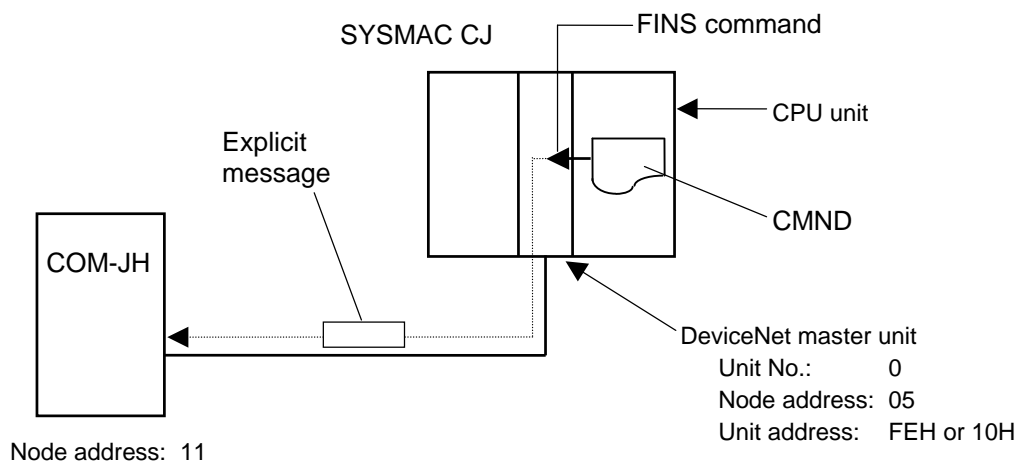 FINS command
SYSMAC CJ
CPU unit
Explicit
message
CMND
COM-JH
DeviceNet master unit
Unit No.: 0
Node address: 05
Unit address: FEH or 10H
Node address: 11